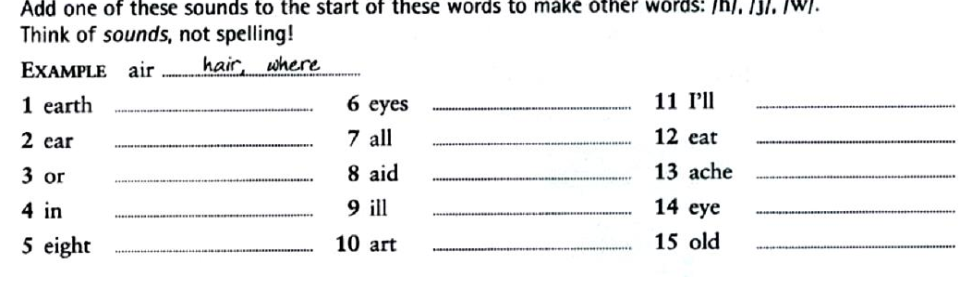 Add one of these sounds to the start of these words to make other words: /h/, /j/, /w/.
Think of sounds, not spelling!
EXAMPLE air hair, where
1 earth
2 ear
3 or
4 in
5 eight
6 eyes
7 all
8 aid
9 ill
10 art
11 I'll
12 eat
13 ache
14 eye
15 old